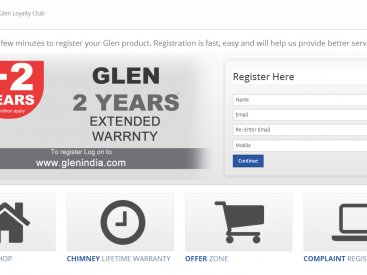 Glen Loyalty Club
few minutes to register your Glen product. Registration is fast, easy and will help us provide better serv
-2
EARS
condition apply
GLEN
2 YEARS
EXTENDED
WARRNTY
To register Log on to
www.glenindia.com
Register Here
Name
Email
Re-Enter Email
Mobile
Continue
HOP
CHIMNEY LIFETIME WARRANTY
OFFER ZONE
COMPLAINT REGIS